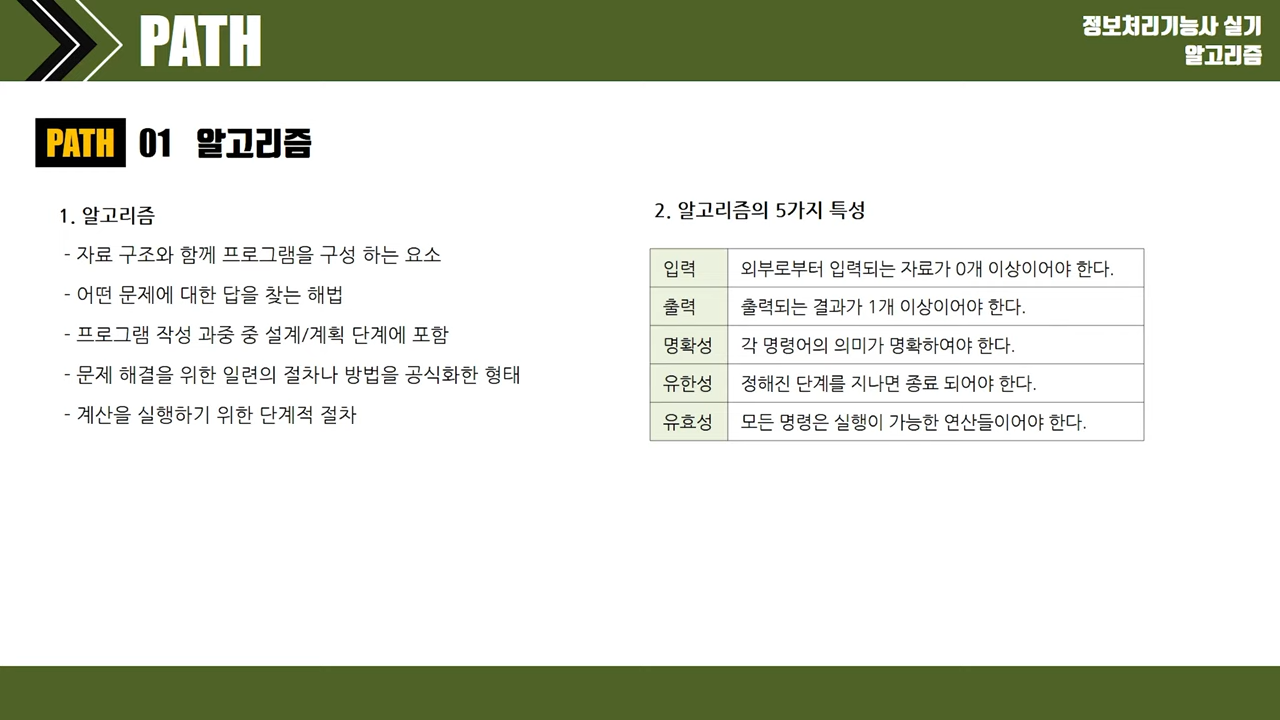 PATH
정보처리기능사 실기
알고리즘
PATH 01 알고리즘
1. 알고리즘
- 자료 구조와 함께 프로그램을 구성 하는 요소
- 어떤 문제에 대한 답을 찾는 해법
- 프로그램 작성 과중 중 설계/계획 단계에 포함
- 문제 해결을 위한 일련의 절차나 방법을 공식화한 형태
- 계산을 실행하기 위한 단계적 절차
2. 알고리즘의 5가지 특성
입력 외부로부터 입력되는 자료가 0개 이상이어야 한다.
출력 출력되는 결과가 1개 이상이어야 한다.
명확성 각 명령어의 의미가 명확하여야 한다.
유한성 정해진 단계를 지나면 종료 되어야 한다.
유효성 모든 명령은 실행이 가능한 연산들이어야 한다.